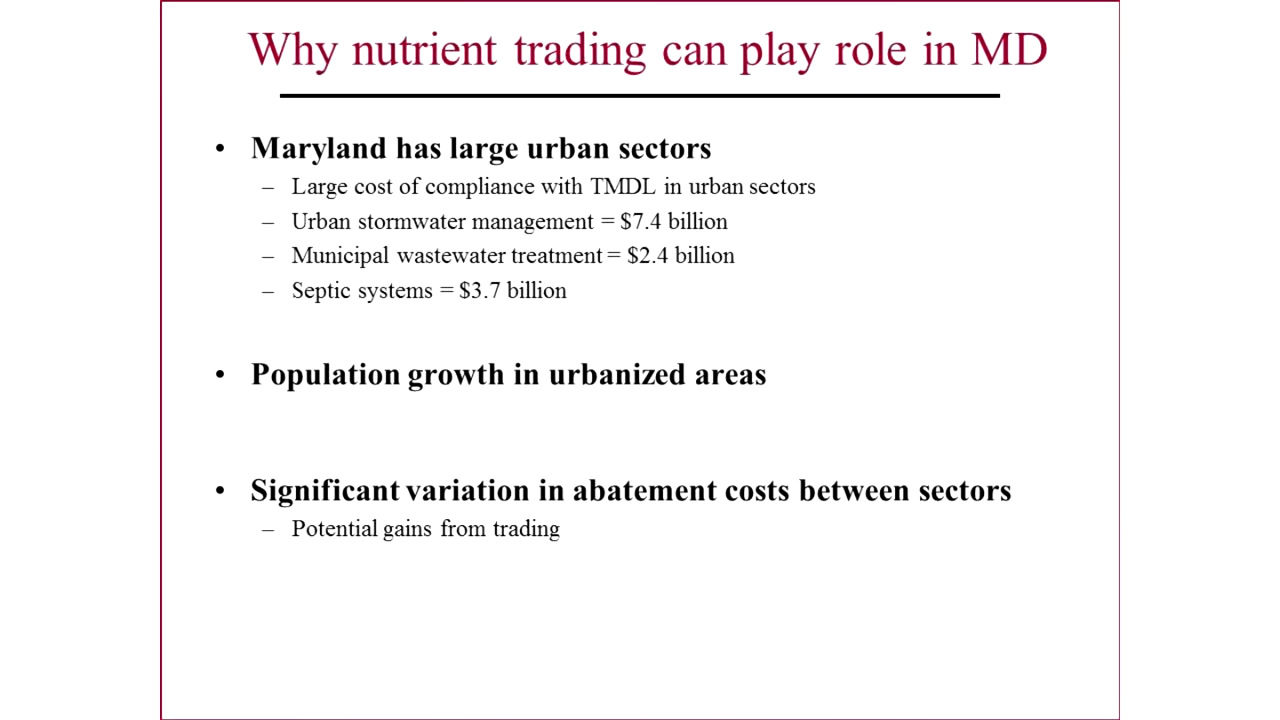 Why nutrient trading can play role in MD
• Maryland has large urban sectors
– Large cost of compliance with TMDL in urban sectors
– Urban stormwater management = $7.4 billion
– Municipal wastewater treatment = $2.4 billion
– Septic systems = $3.7 billion
• Population growth in urbanized areas
• Significant variation in abatement costs between sectors
– Potential gains from trading